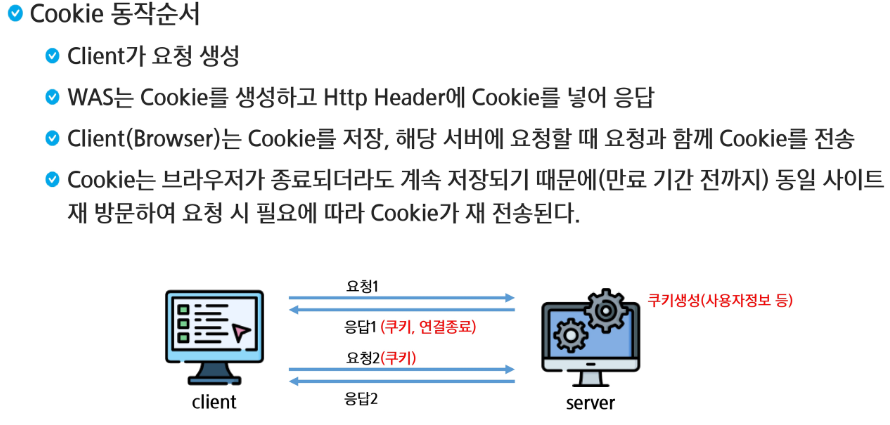 Cookie 동작순서
Client가 요청 생성
WAS는 Cookie를 생성하고 Http Header에 Cookie를 넣어 응답
Client(Browser)는 Cookie를 저장, 해당 서버에 요청할 때 요청과 함께 Cookie를 전송
Cookie는 브라우저가 종료되더라도 계속 저장되기 때문에(만료 기간 전까지) 동일 사이트
재 방문하여 요청 시 필요에 따라 Cookie가 재 전송된다.
요청1
쿠키생성(사용자정보 등)
응답1 (쿠키, 연결종료)
요청2(쿠키)
응답2
client
server